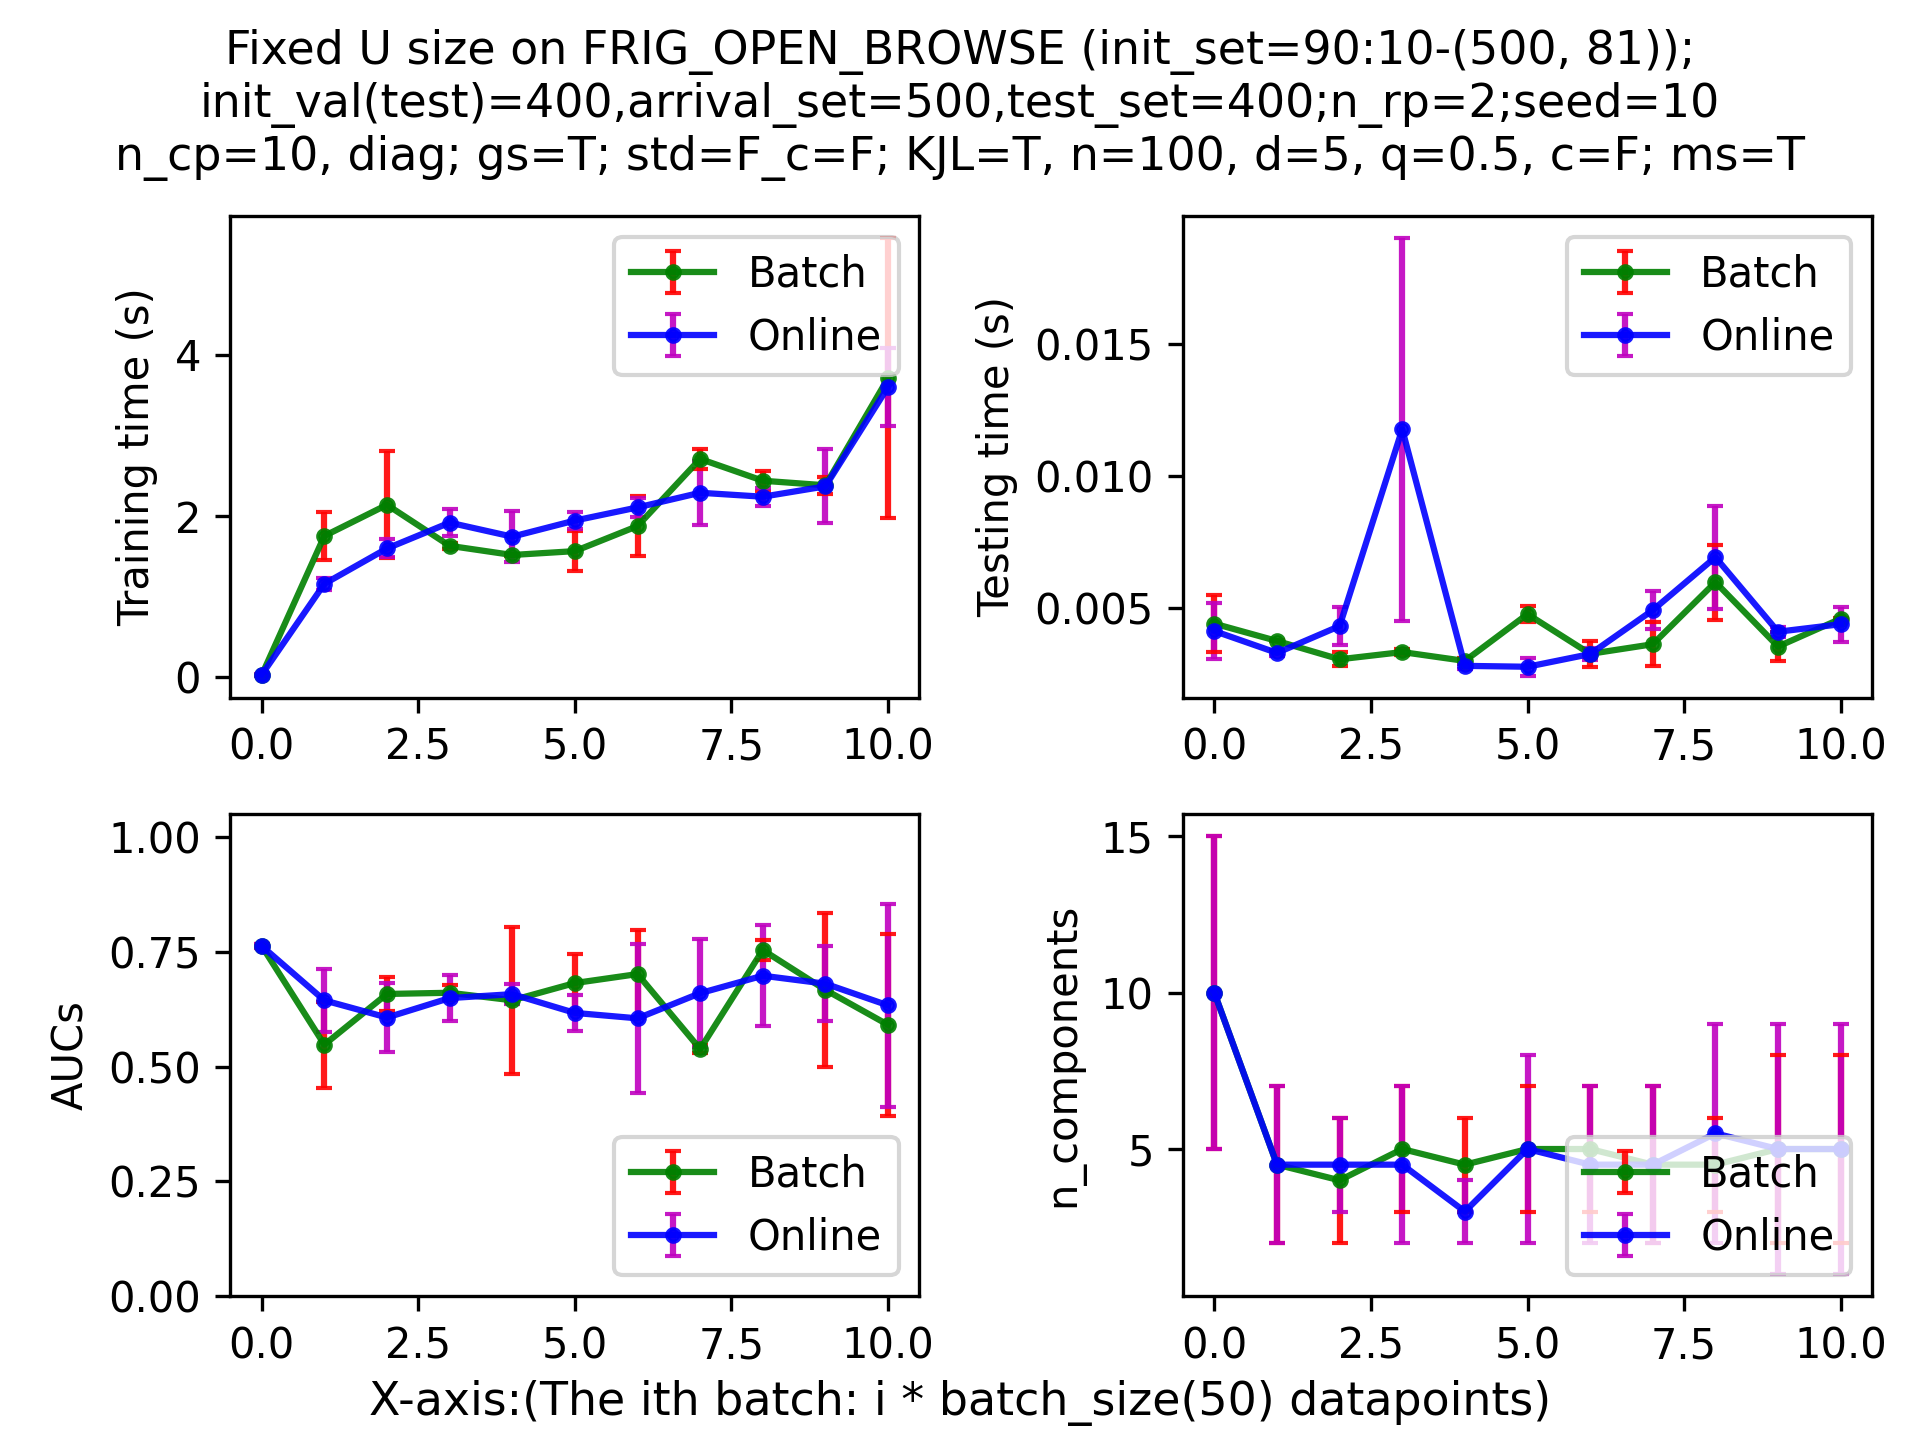 Fixed U size on FRIG_OPEN_BROWSE (init_set=90:10-(500, 81));
init_val(test)=400,arrival_set=500,test_set=400;n_rp=2;seed=10
n_cp=10, diag; gs=T; std=F_c=F; KJL=T, n=100, d=5, q=0.5, c=F; ms=T
Training time (s)
4
2
0
Batch
Online
0.0 2.5 5.0 7.5 10.0
Testing time (s)
0.015
0.010
0.005
Batch
Online
0.0 2.5 5.0 7.5 10.0
AUCs
1.00
0.75
0.50
0.25
0.00
Batch
Online
0.0 2.5 5.0 7.5 10.0
n_components
15
10
5
Batch
Online
0.0 2.5 5.0 7.5 10.0
X-axis:(The ith batch: i * batch_size(50) datapoints)